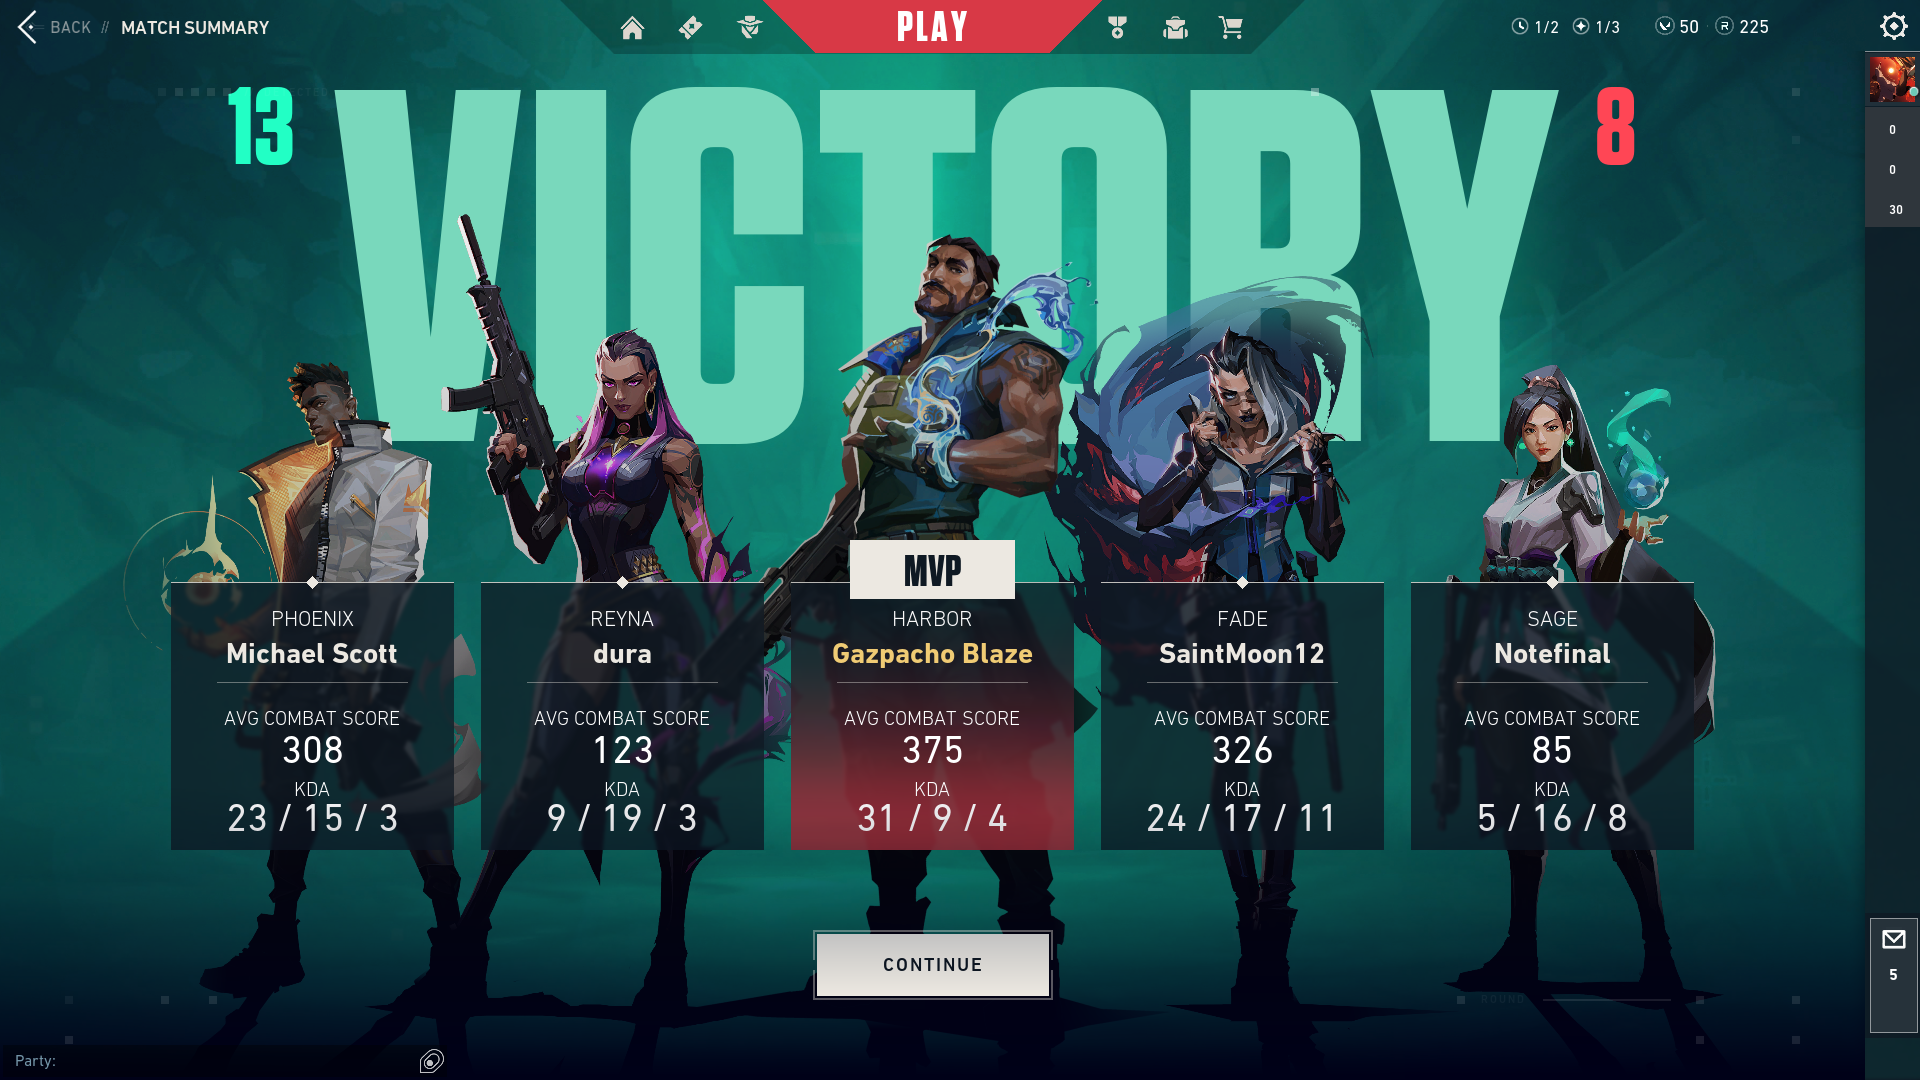 BACK // MATCH SUMMARY
PLAY
1/2 1/3 50 225
13 VICTORY 8
0
0
30
MVP
PHOENIX
Michael Scott
AVG COMBAT SCORE
308
KDA
23 / 15 / 3
REYNA
dura
AVG COMBAT SCORE
123
KDA
9 / 19 / 3
HARBOR
Gazpacho Blaze
AVG COMBAT SCORE
375
KDA
31 / 9 / 4
FADE
SaintMoon12
AVG COMBAT SCORE
326
KDA
24 / 17 / 11
SAGE
Notefinal
AVG COMBAT SCORE
85
KDA
5 / 16 / 8
CONTINUE
5
ROUND
Party: